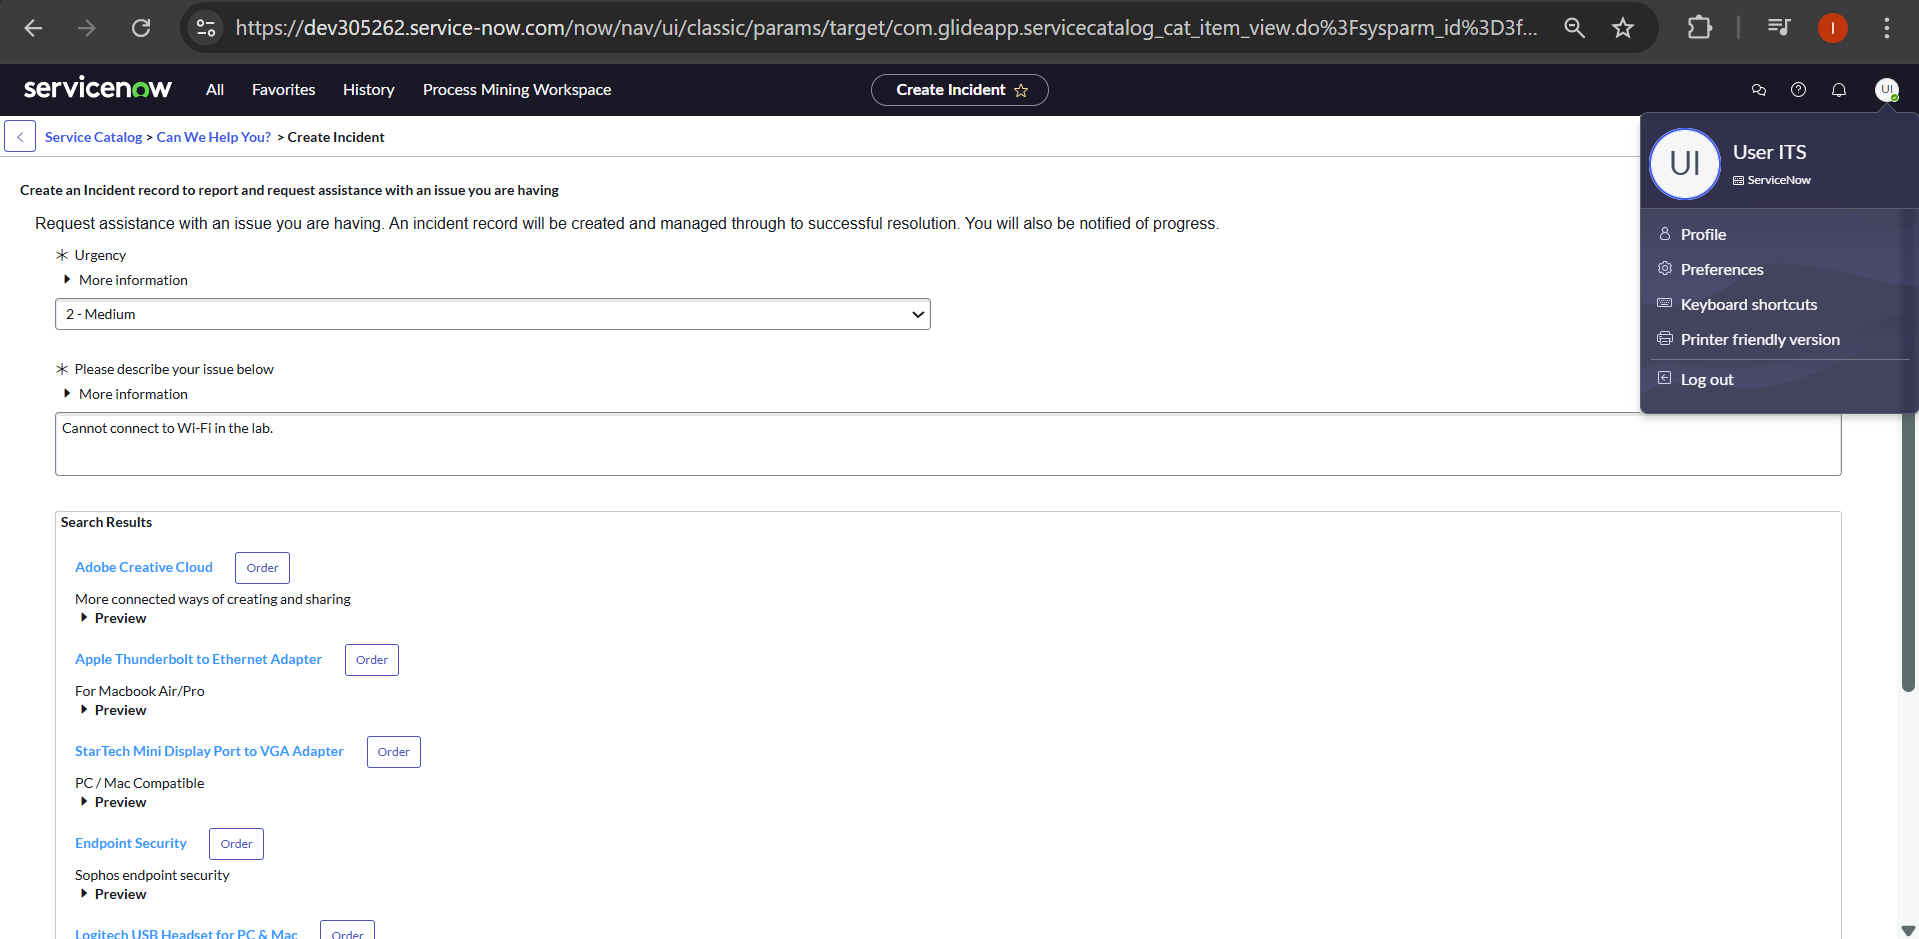 https://dev305262.service-now.com/now/nav/ui/classic/params/target/com.glideapp.servicecatalog_cat_item_view.do%3Fsysparm_id%3D3f...
I
servicenow
All
Favorites
History
Process Mining Workspace
Create Incident
UI
Service Catalog > Can We Help You? > Create Incident
UI
User ITS
ServiceNow
Profile
Preferences
Keyboard shortcuts
Printer friendly version
Log out
Create an Incident record to report and request assistance with an issue you are having
Request assistance with an issue you are having. An incident record will be created and managed through to successful resolution. You will also be notified of progress.
Urgency
More information
2 - Medium
Please describe your issue below
More information
Cannot connect to Wi-Fi in the lab.
Search Results
Adobe Creative Cloud
Order
More connected ways of creating and sharing
Preview
Apple Thunderbolt to Ethernet Adapter
Order
For Macbook Air/Pro
Preview
StarTech Mini Display Port to VGA Adapter
Order
PC / Mac Compatible
Preview
Endpoint Security
Order
Sophos endpoint security
Preview
Logitech USB Headset for PC & Mac
Order